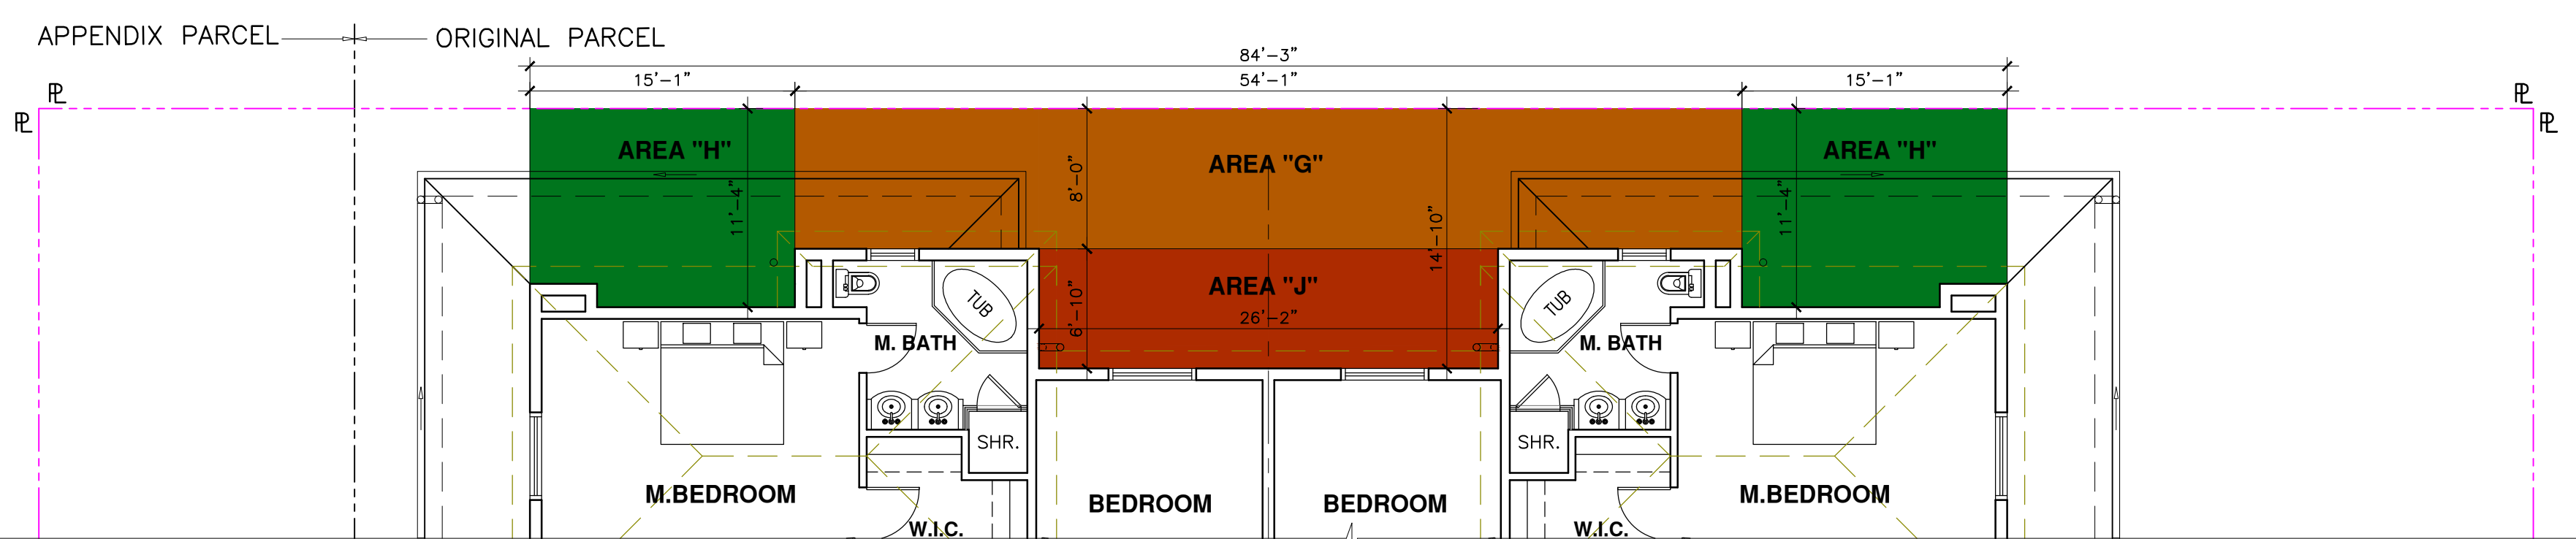 APPENDIX PARCEL
ORIGINAL PARCEL
84'-3"
15'-1"
54'-1"
15'-1"
PL
PL
PL
PL
AREA "H"
AREA "G"
AREA "H"
8'-0"
11'-4"
14'-10"
11'-4"
AREA "J"
26'-2"
6'-10"
TUB
TUB
M. BATH
M. BATH
SHR.
SHR.
M.BEDROOM
BEDROOM
BEDROOM
M.BEDROOM
W.I.C.
W.I.C.